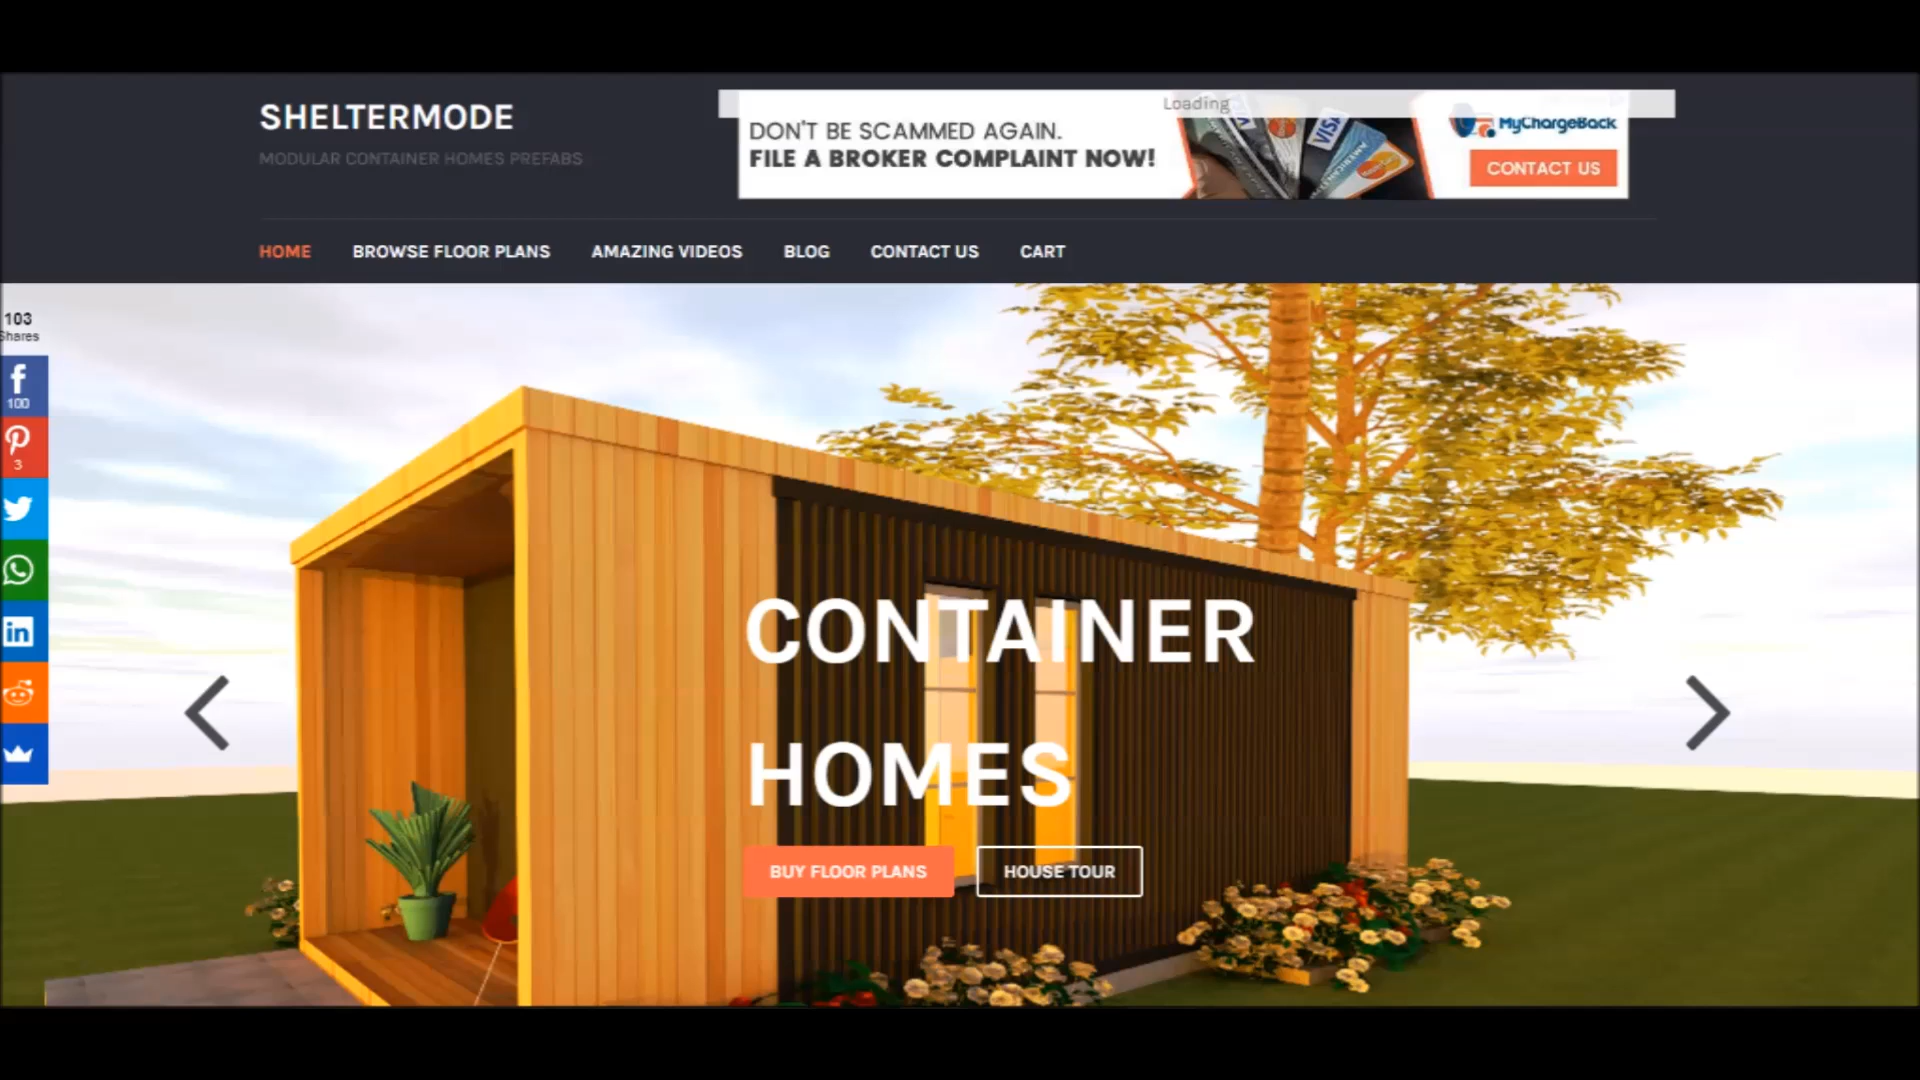 SHELTERMODE
MODULAR CONTAINER HOMES PREFABS
Loading
DON'T BE SCAMMED AGAIN.
FILE A BROKER COMPLAINT NOW!
VISA
MyChargeBack
CONTACT US
HOME BROWSE FLOOR PLANS AMAZING VIDEOS BLOG CONTACT US CART
103
Shares
100
3
CONTAINER
HOMES
BUY FLOOR PLANS HOUSE TOUR